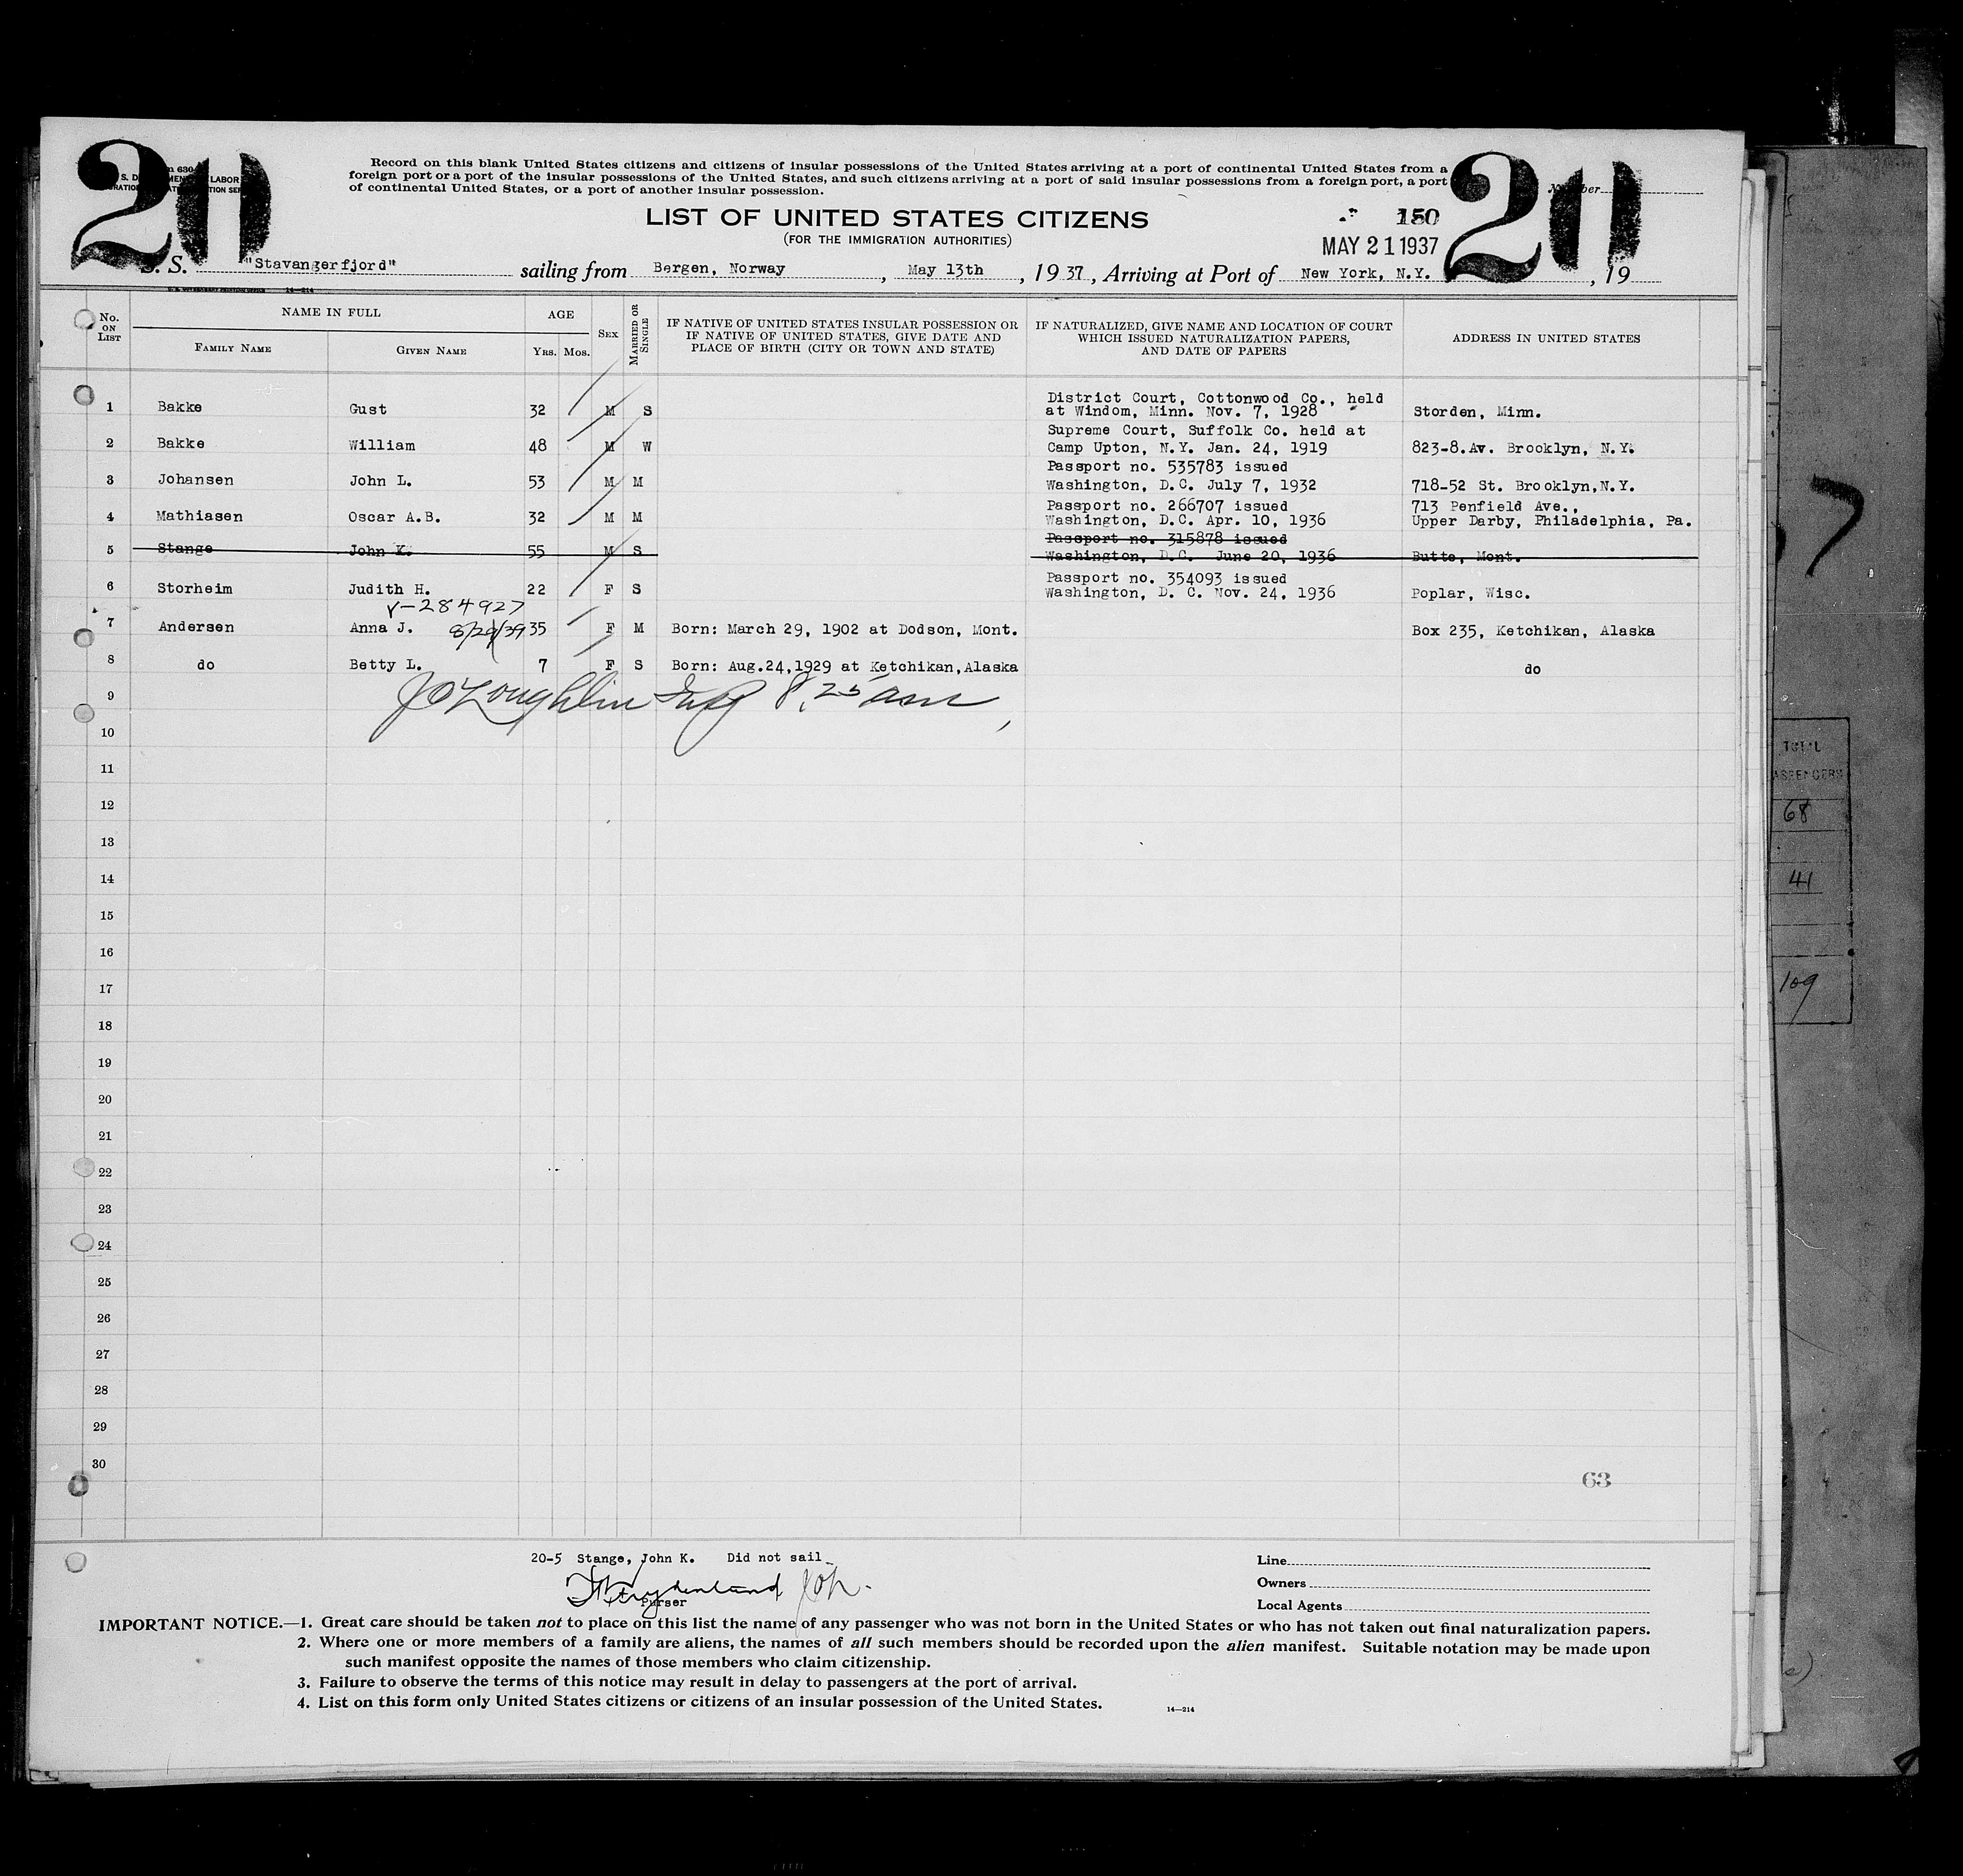 20
20
Record on this blank United States citizens and citizens of insular possessions of the United States arriving at a port of continental United States from a
foreign port or a port of the insular possessions of the United States, and such citizens arriving at a port of said insular possessions from a foreign port, a port
of continental United States, or a port of another insular possession.
LIST OF UNITED STATES CITIZENS
(FOR THE IMMIGRATION AUTHORITIES)
150
MAY 21 1937
S. S. "Stavangerfjord" sailing from Bergen, Norway, May 13th, 1937, Arriving at Port of New York, N.Y., 19
No. ON LIST
NAME IN FULL
FAMILY NAME GIVEN NAME
AGE
YRS. MOS.
SEX
MARRIED OR SINGLE
IF NATIVE OF UNITED STATES INSULAR POSSESSION OR
IF NATIVE OF UNITED STATES, GIVE DATE AND
PLACE OF BIRTH (CITY OR TOWN AND STATE)
IF NATURALIZED, GIVE NAME AND LOCATION OF COURT
WHICH ISSUED NATURALIZATION PAPERS,
AND DATE OF PAPERS
ADDRESS IN UNITED STATES
District Court, Cottonwood Co., held
1 Bakke Gust 32 M S at Windom, Minn. Nov. 7, 1928 Storden, Minn.
Supreme Court, Suffolk Co. held at
2 Bakke William 48 M W Camp Upton, N.Y. Jan. 24, 1919 823-8.Av. Brooklyn, N.Y.
Passport no. 535783 issued
3 Johansen John L. 53 M M Washington, D.C. July 7, 1932 718-52 St. Brooklyn, N.Y.
Passport no. 266707 issued 713 Penfield Ave.,
4 Mathiasen Oscar A.B. 32 M M Washington, D.C. Apr. 10, 1936 Upper Darby, Philadelphia, Pa.
Passport no. 315878 issued
5 Stange John K. 55 M S Washington, D.C. June 20, 1936 Butte, Mont.
Passport no. 354093 issued
6 Storheim Judith H. 22 F S Washington, D. C. Nov. 24, 1936 Poplar, Wisc.
V-284927
7 Andersen Anna J. 8/29/39 35 F M Born: March 29, 1902 at Dodson, Mont. Box 235, Ketchikan, Alaska
8 do Betty L. 7 F S Born: Aug.24,1929 at Ketchikan, Alaska do
9
10
11
12
13
14
15
16
17
18
19
20
21
22
23
24
25
26
27
28
29
30
63
20-5 Stange, John K. Did not sail
Purser
Line
Owners
Local Agents
IMPORTANT NOTICE.—1. Great care should be taken not to place on this list the name of any passenger who was not born in the United States or who has not taken out final naturalization papers.
2. Where one or more members of a family are aliens, the names of all such members should be recorded upon the alien manifest. Suitable notation may be made upon
such manifest opposite the names of those members who claim citizenship.
3. Failure to observe the terms of this notice may result in delay to passengers at the port of arrival.
4. List on this form only United States citizens or citizens of an insular possession of the United States.
14—214
7
TOTAL
68
41
109